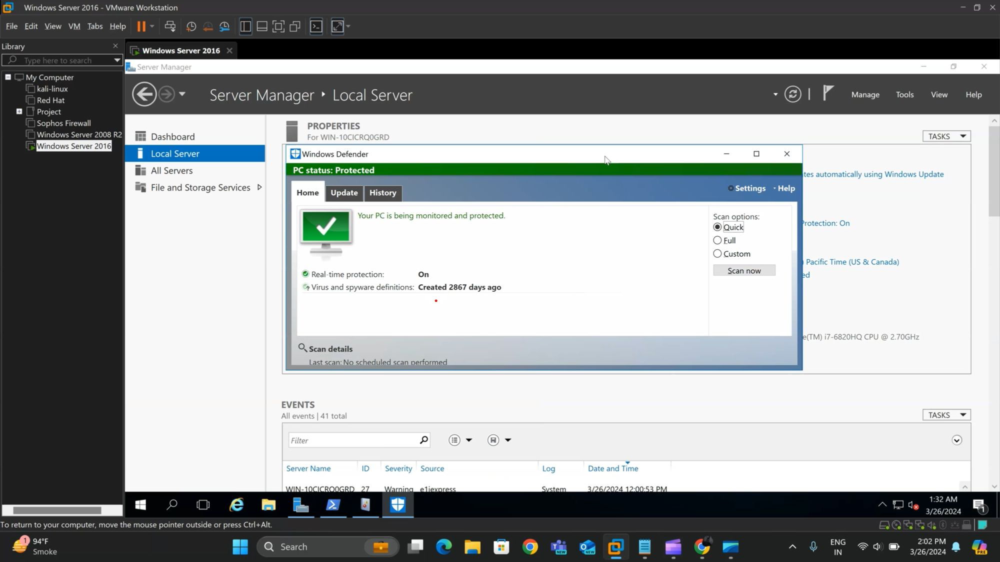 Windows Server 2016 - VMware Workstation
File Edit View VM Tabs Help
Library
Type here to search
My Computer
kali-linux
Red Hat
Project
Sophos Firewall
Windows Server 2008 R2
Windows Server 2016
Windows Server 2016
Server Manager
Server Manager Local Server
Manage Tools View Help
Dashboard
Local Server
All Servers
File and Storage Services
PROPERTIES
For WIN-10CICRQ0GRD
TASKS
Windows Defender
PC status: Protected
Home Update History
Settings Help
Your PC is being monitored and protected.
Real-time protection: On
Virus and spyware definitions: Created 2867 days ago
Scan options:
Quick
Full
Custom
Scan now
Scan details
Last scan: No scheduled scan performed
tes automatically using Windows Update
Protection: On
Pacific Time (US & Canada)
ed
e(TM) i7-6820HQ CPU @ 2.70GHz
EVENTS
All events | 41 total
TASKS
Filter
Server Name ID Severity Source Log Date and Time
WIN-10CICRQ0GRD 27 Warning e1iexpress System 3/26/2024 12:00:53 PM
1:32 AM
3/26/2024
1
To return to your computer, move the mouse pointer outside or press Ctrl+Alt.
1
94°F
Smoke
Search
NEW
NEW
ENG
IN
2:02 PM
3/26/2024
PRE